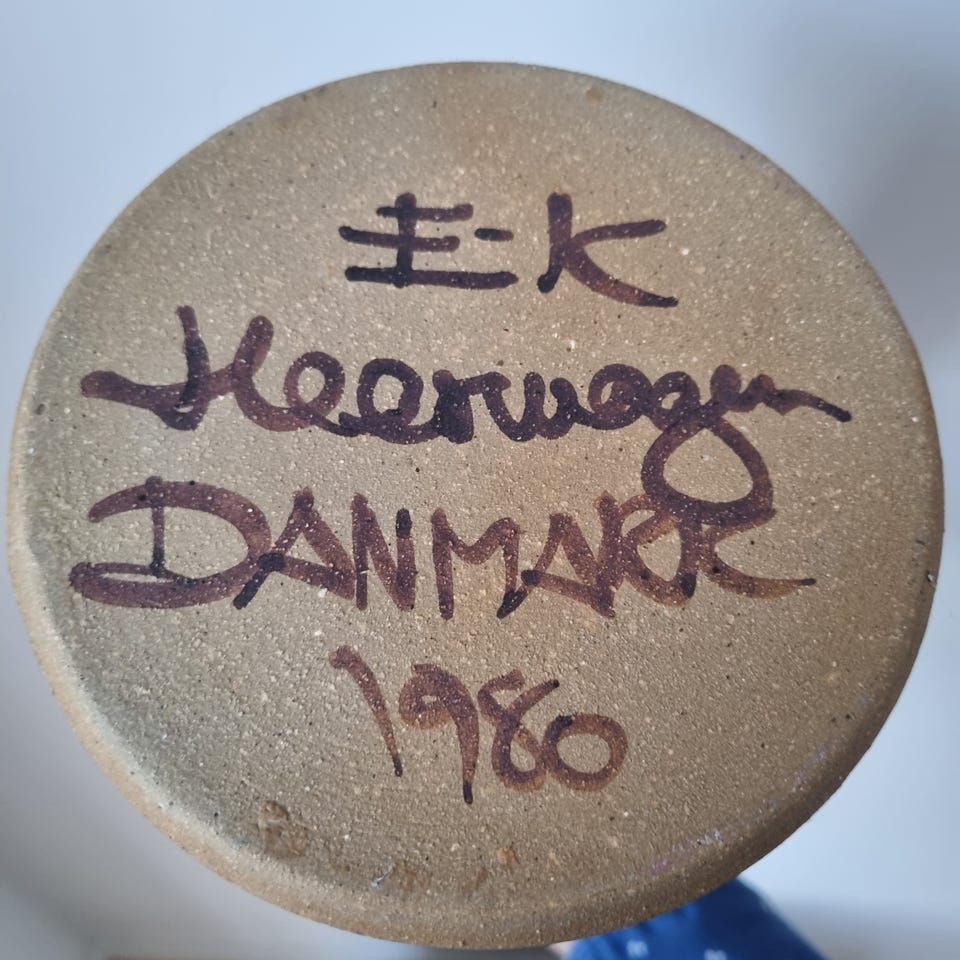 E-K
Heerwagen
DANMARK
1980